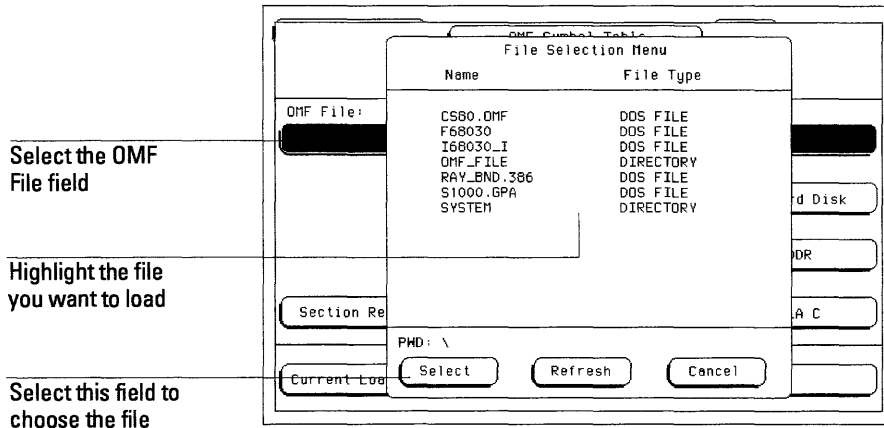 OMF Symbol Table
File Selection Menu
Name File Type
OMF File:
CS80.OMF DOS FILE
F68030 DOS FILE
I68030_I DOS FILE
OMF_FILE DIRECTORY
RAY_BND.386 DOS FILE
S1000.GPA DOS FILE
SYSTEM DIRECTORY
Select the OMF
File field
rd Disk
DDR
Highlight the file
you want to load
Section Re
LA C
PWD: \
Current Loa
Select Refresh Cancel
Select this field to
choose the file